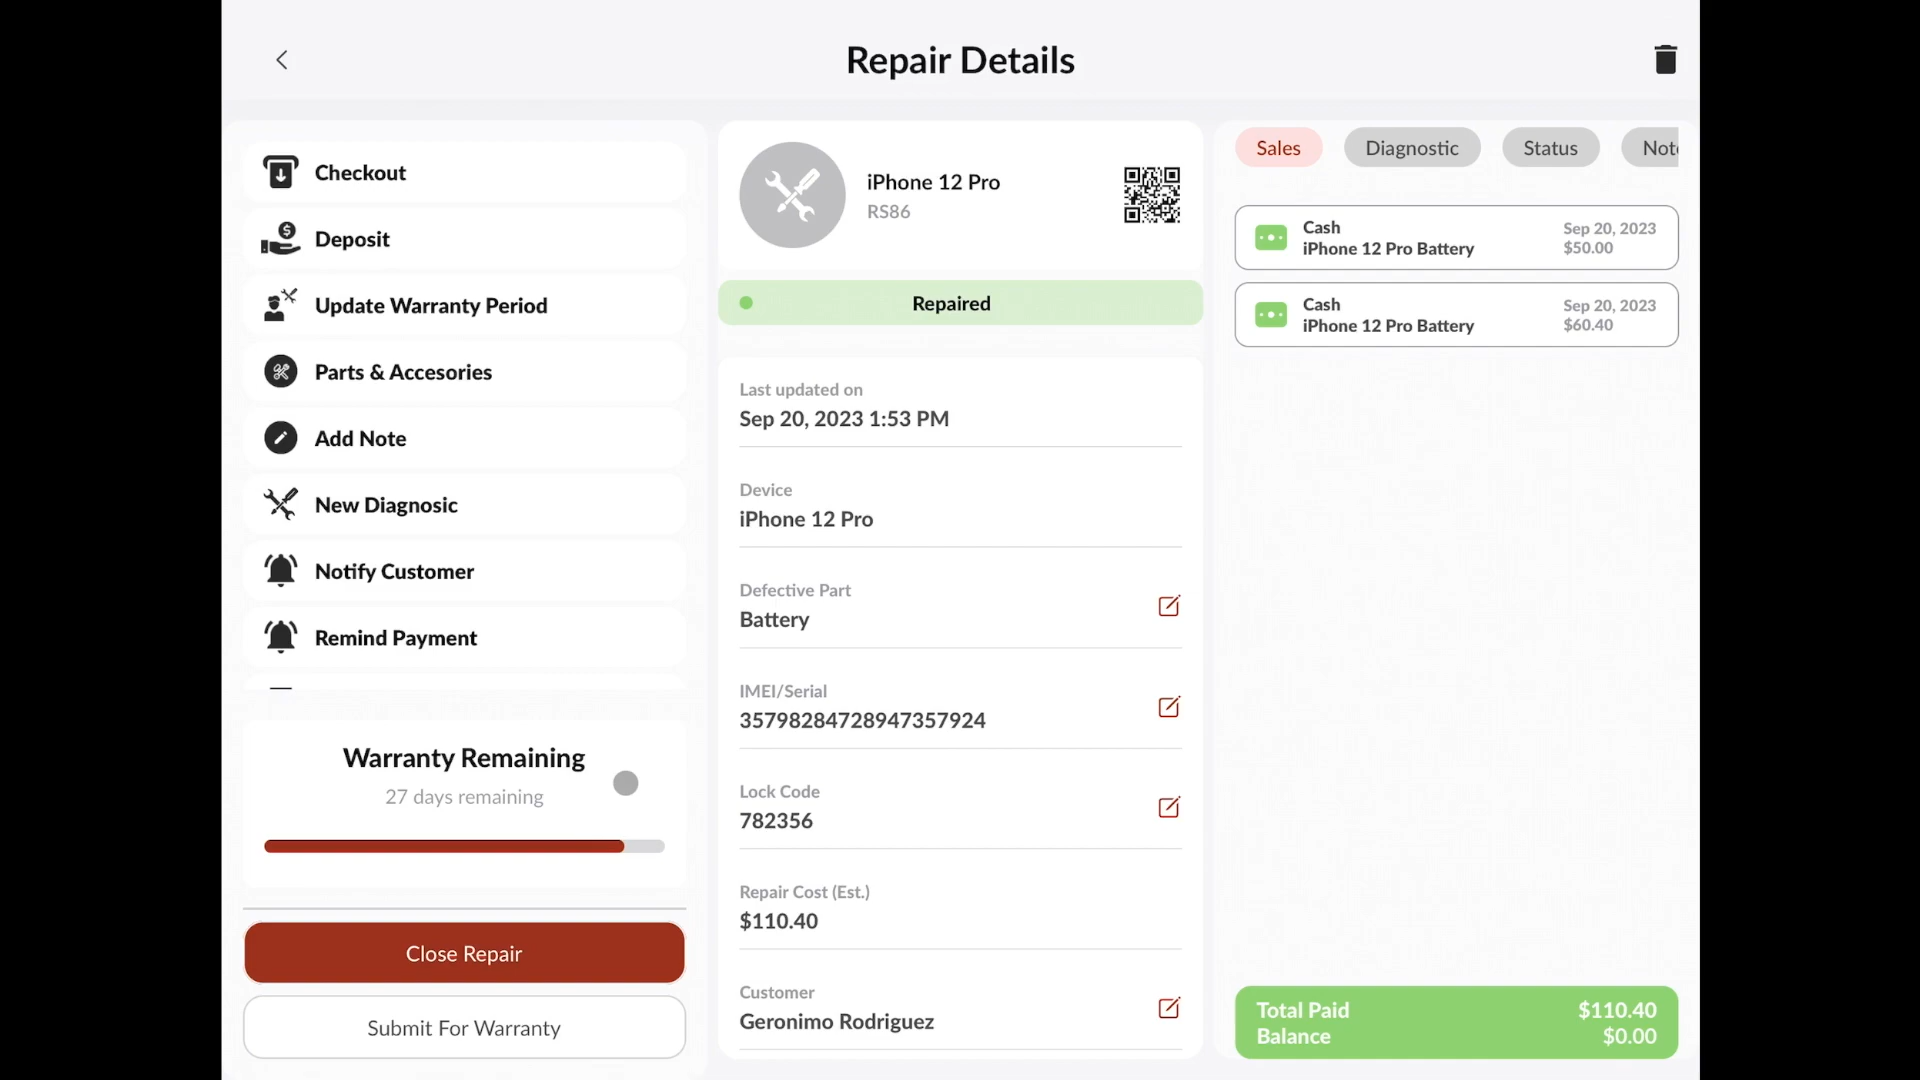 Repair Details
Checkout
Deposit
Update Warranty Period
Parts & Accesories
Add Note
New Diagnosic
Notify Customer
Remind Payment
Warranty Remaining
27 days remaining
Close Repair
Submit For Warranty
iPhone 12 Pro
RS86
Repaired
Last updated on
Sep 20, 2023 1:53 PM
Device
iPhone 12 Pro
Defective Part
Battery
IMEI/Serial
35798284728947357924
Lock Code
782356
Repair Cost (Est.)
$110.40
Customer
Geronimo Rodriguez
Sales Diagnostic Status Note
Cash Sep 20, 2023
iPhone 12 Pro Battery $50.00
Cash Sep 20, 2023
iPhone 12 Pro Battery $60.40
Total Paid $110.40
Balance $0.00